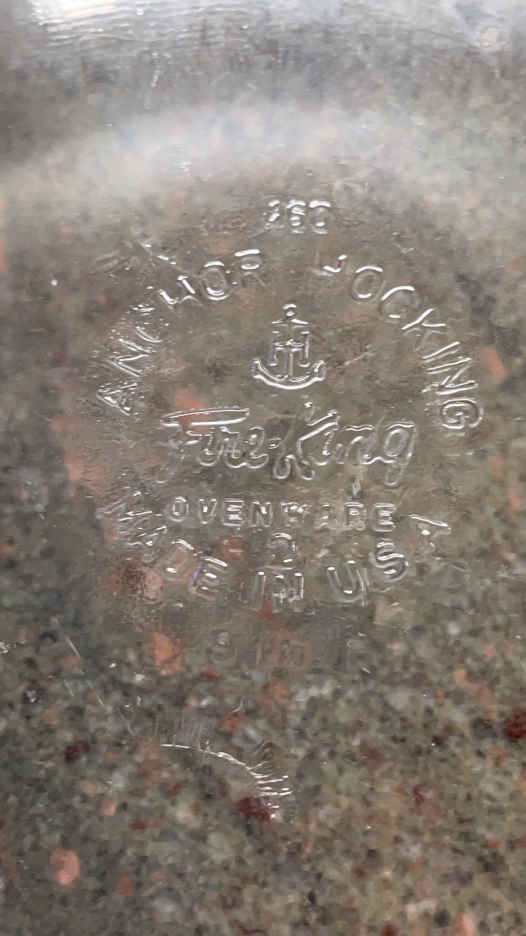 ANCHOR HOCKING
H
Fire-King
OVENWARE
MADE IN U S A